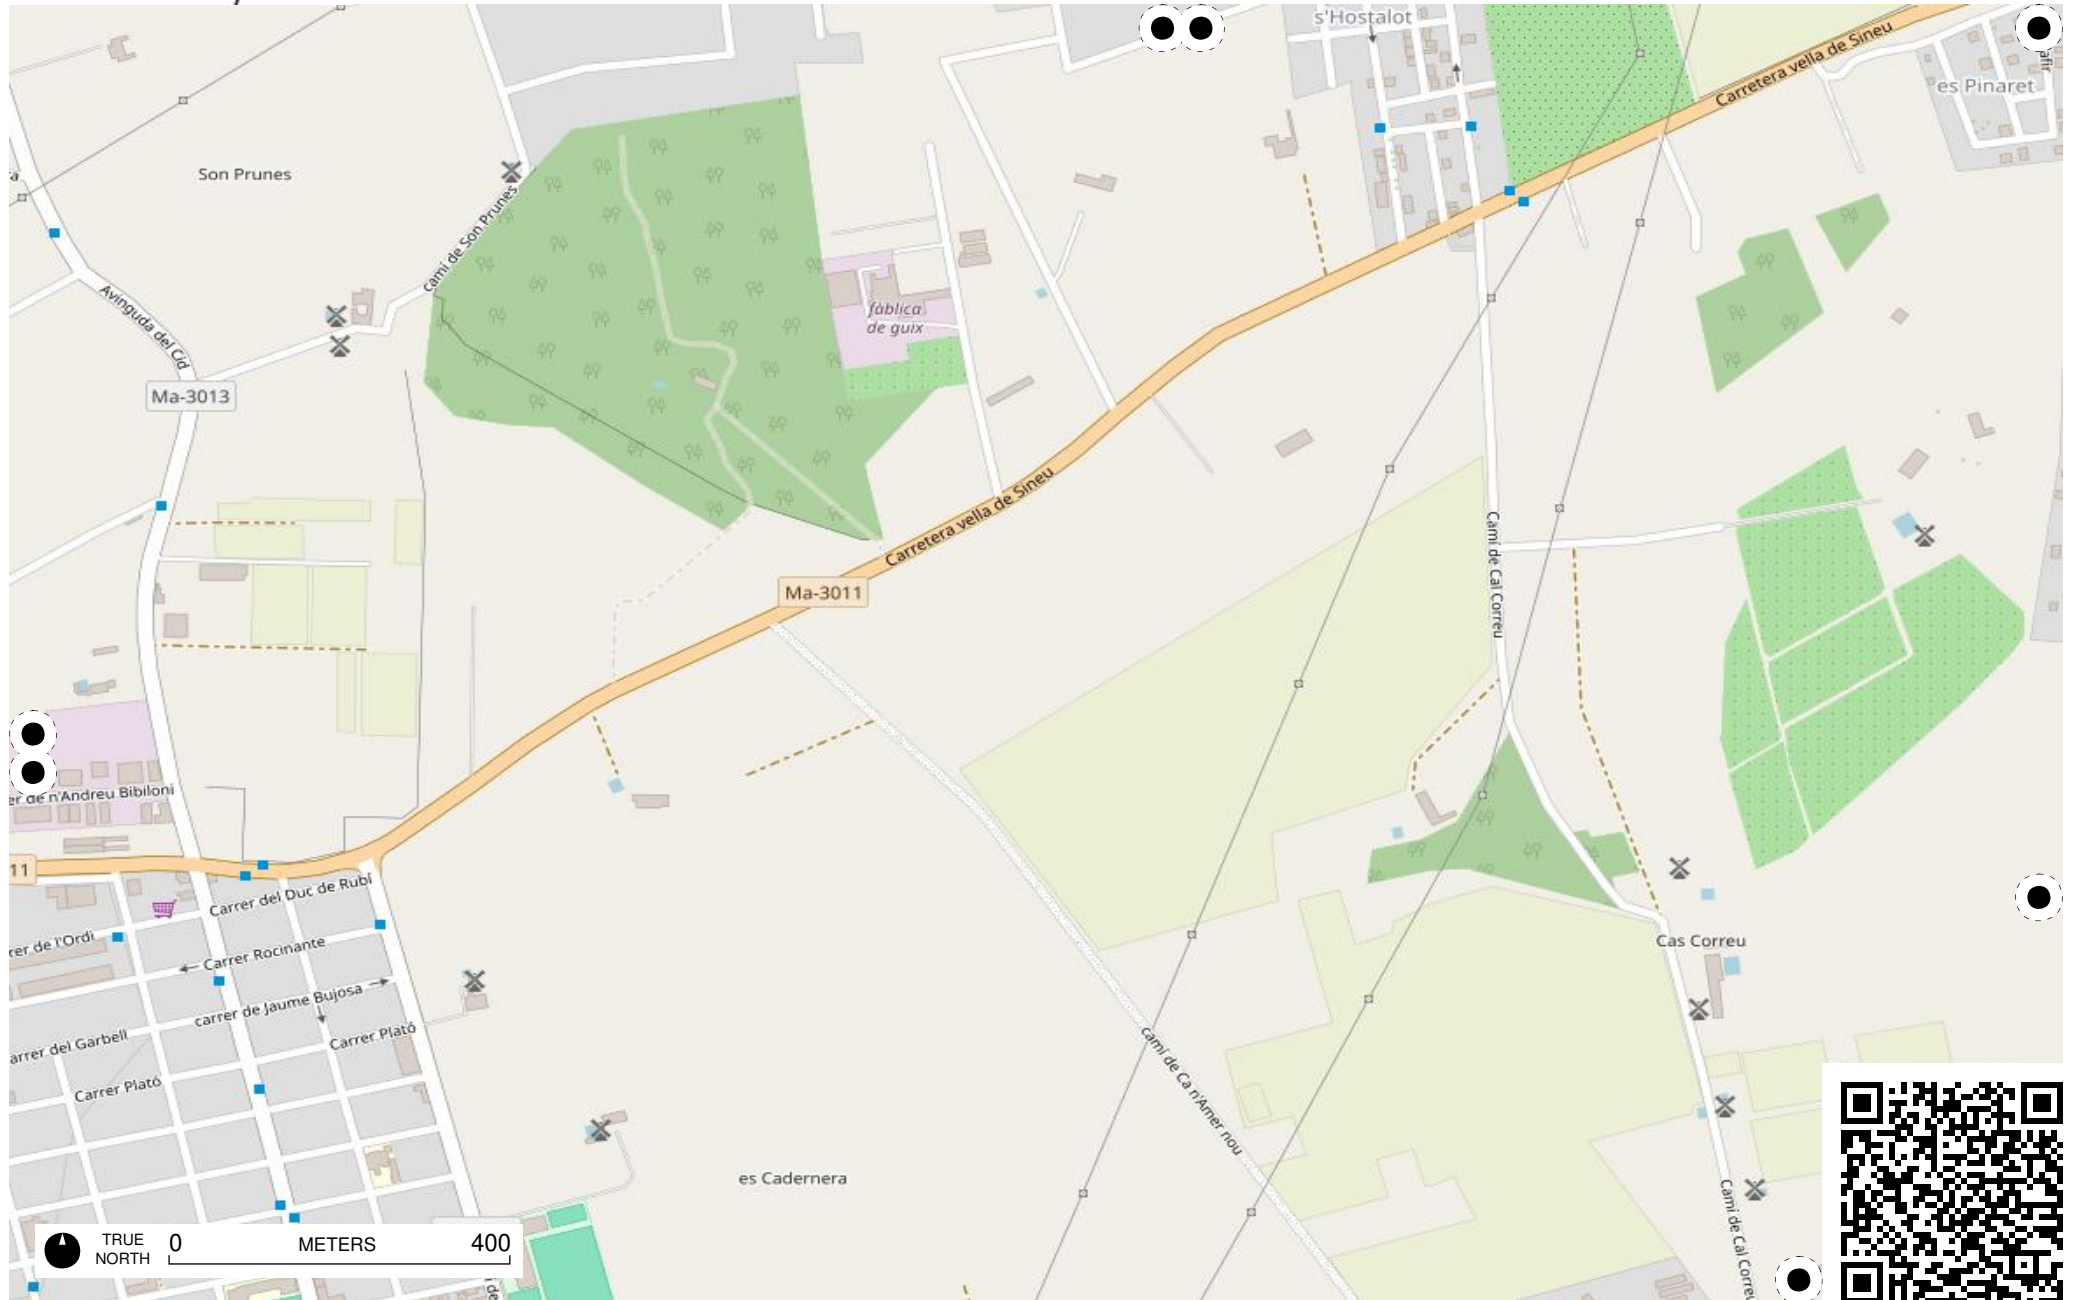 s'Hostalot
Carretera vella de Sineu
es Pinaret
Son Prunes
camí de Son Prunes
Avinguda del Cid
fàblica
de guix
Ma-3013
Carretera vella de Sineu
Camí de Cal Correu
Ma-3011
er de n'Andreu Bibiloni
11
Carrer del Duc de Rubí
rer de l'Ordi
Carrer Rocinante
Cas Correu
carrer de Jaume Bujosa
arrer del Garbell
Carrer Plató
Carrer Plató
camí de Ca n'Amer nou
es Cadernera
Camí de Cal Correu
TRUE
NORTH
0
METERS
400